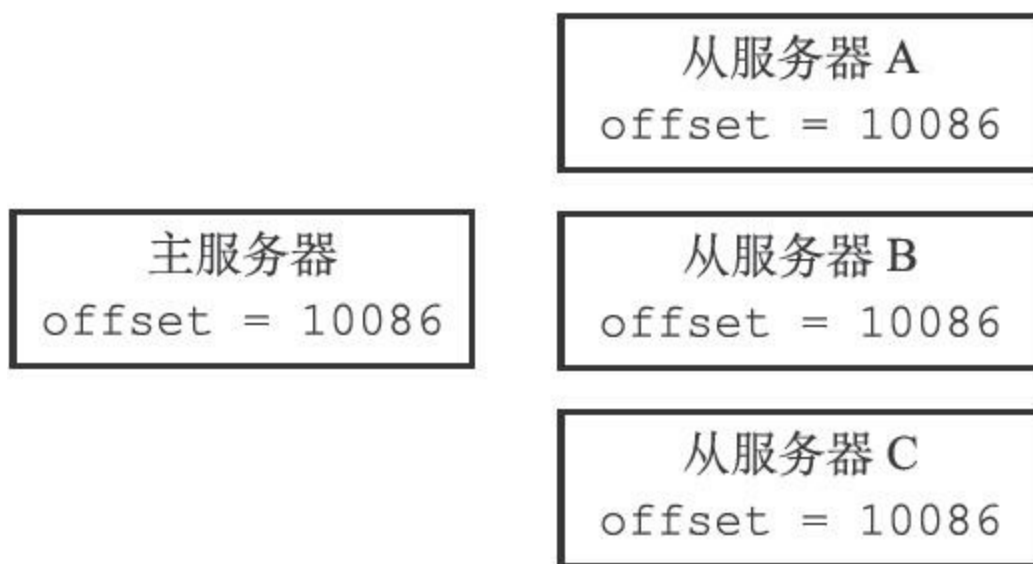 从服务器 A
offset = 10086
主服务器
offset = 10086
从服务器 B
offset = 10086
从服务器 C
offset = 10086